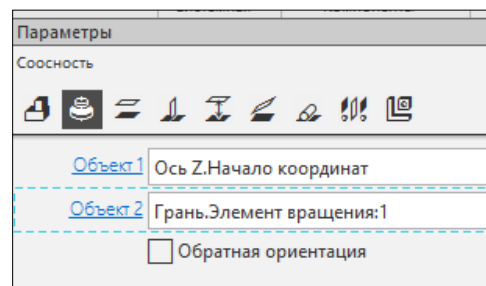 Параметры
Соосность
Объект 1 Ось Z.Начало координат
Объект 2 Грань.Элемент вращения:1
Обратная ориентация